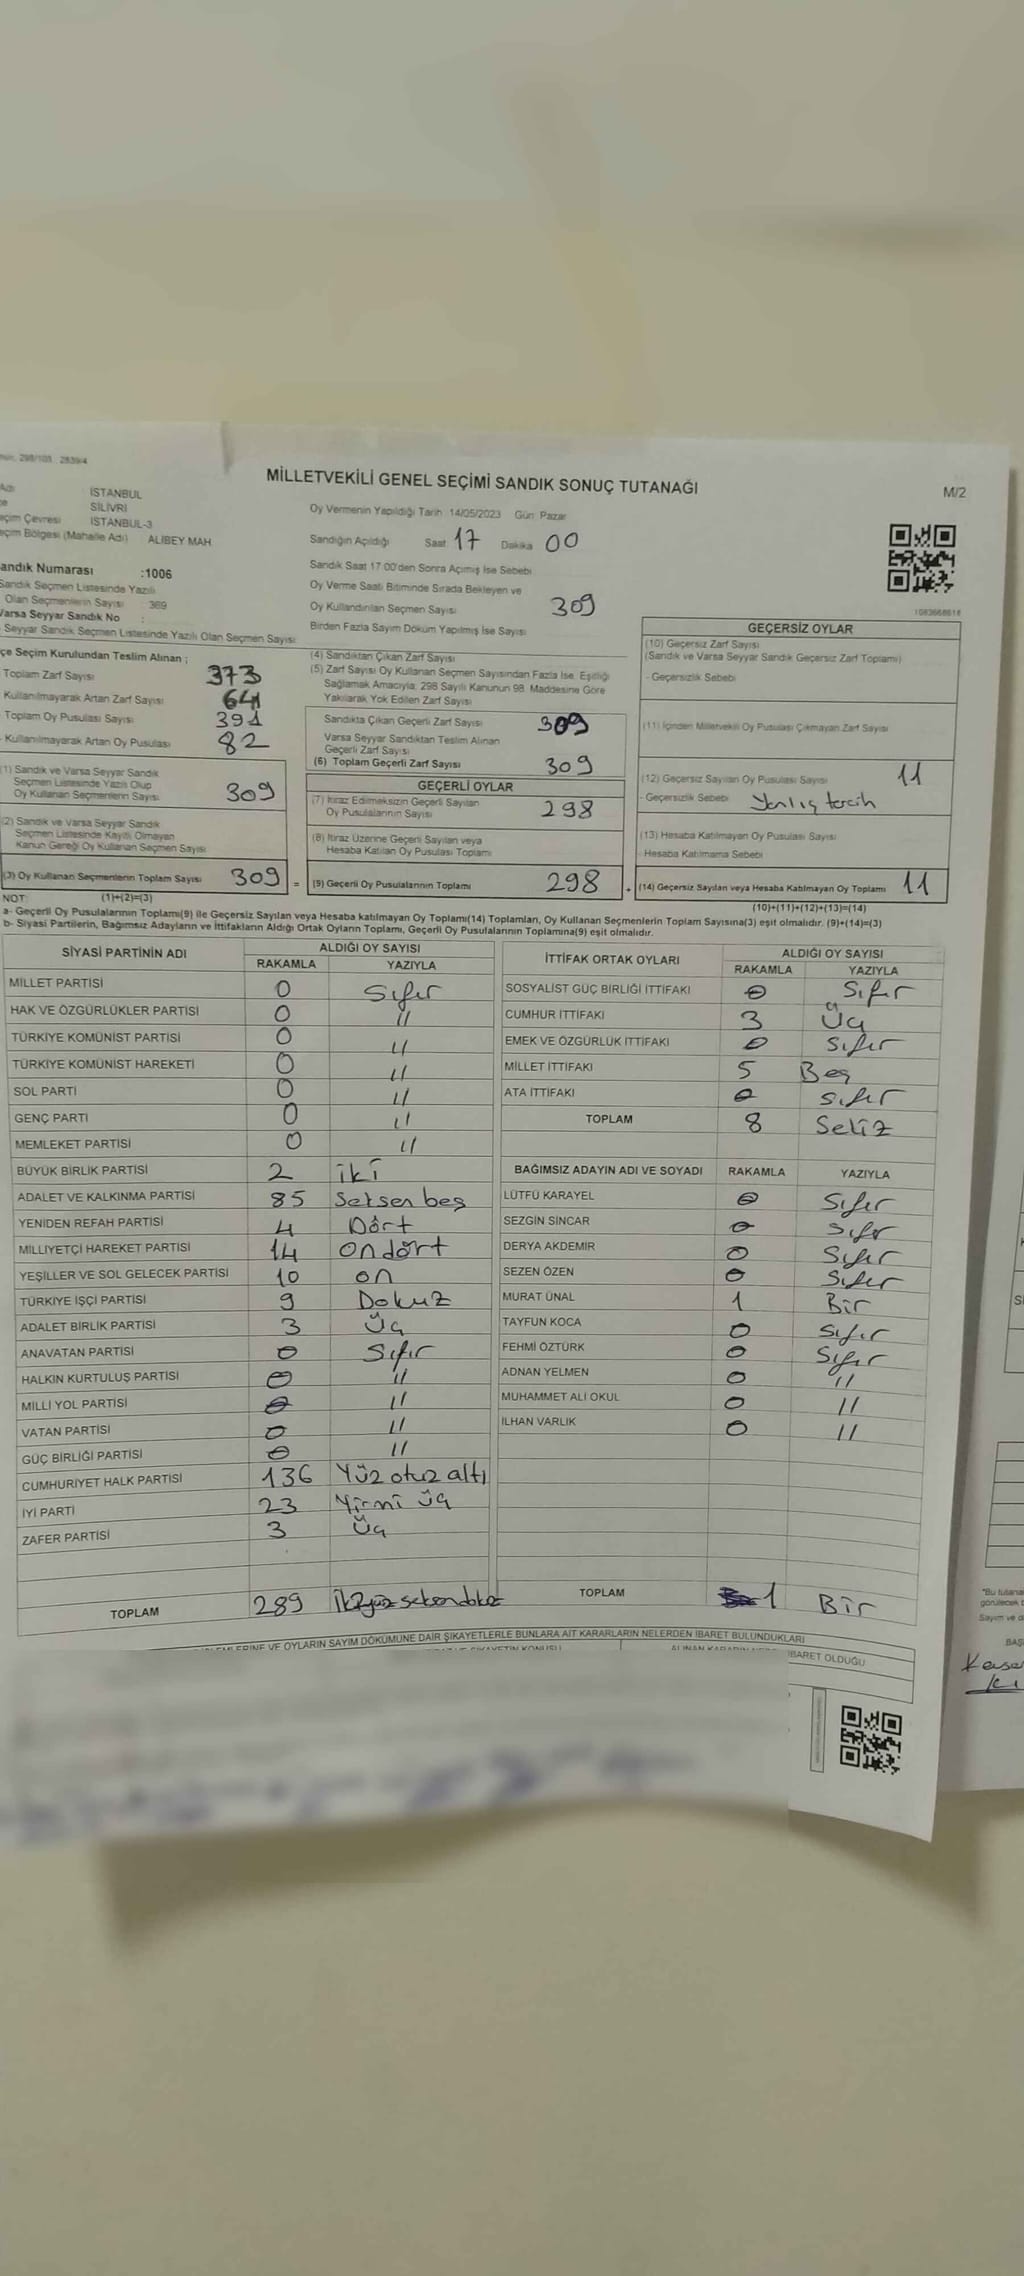 298/103 2839/4
MİLLETVEKİLİ GENEL SEÇİMİ SANDIK SONUÇ TUTANAĞI
M/2
İSTANBUL
SİLİVRİ
eçim Çevresi İSTANBUL-3
eçim Bölgesi (Mahalle Adı) ALİBEY MAH.
andık Numarası :1006
Sandık Seçmen Listesinde Yazılı
Olan Seçmenlerin Sayısı : 369
Varsa Seyyar Sandık No :
Seyyar Sandık Seçmen Listesinde Yazılı Olan Seçmen Sayısı
Oy Vermenin Yapıldığı Tarih :14/05/2023 Gün: Pazar
Sandığın Açıldığı Saat 17 Dakika 00
Sandık Saat 17:00'den Sonra Açılmış İse Sebebi
Oy Verme Saati Bitiminde Sırada Bekleyen ve
Oy Kullandırılan Seçmen Sayısı 309
Birden Fazla Sayım Döküm Yapılmış İse Sayısı
çe Seçim Kurulundan Teslim Alınan ;
Toplam Zarf Sayısı 373
Kullanılmayarak Artan Zarf Sayısı 64
Toplam Oy Pusulası Sayısı 391
Kullanılmayarak Artan Oy Pusulası 82
(1) Sandık ve Varsa Seyyar Sandık
Seçmen Listesinde Yazılı Olup
Oy Kullanan Seçmenlerin Sayısı 309
(2) Sandık ve Varsa Seyyar Sandık
Seçmen Listesinde Kayıtlı Olmayan
Kanun Gereği Oy Kullanan Seçmen Sayısı
(3) Oy Kullanan Seçmenlerin Toplam Sayısı 309 =
(1)+(2)=(3)
(4) Sandıktan Çıkan Zarf Sayısı
(5) Zarf Sayısı Oy Kullanan Seçmen Sayısından Fazla İse, Eşitliği
Sağlamak Amacıyla; 298 Sayılı Kanunun 98. Maddesine Göre
Yakılarak Yok Edilen Zarf Sayısı
Sandıkta Çıkan Geçerli Zarf Sayısı 309
Varsa Seyyar Sandıktan Teslim Alınan
Geçerli Zarf Sayısı
(6) Toplam Geçerli Zarf Sayısı 309
GEÇERLİ OYLAR
(7) İtiraz Edilmeksizin Geçerli Sayılan
Oy Pusulalarının Sayısı 298
(8) İtiraz Üzerine Geçerli Sayılan veya
Hesaba Katılan Oy Pusulası Toplamı
(9) Geçerli Oy Pusulalarının Toplamı 298 +
1083668618
GEÇERSİZ OYLAR
(10) Geçersiz Zarf Sayısı
(Sandık ve Varsa Seyyar Sandık Geçersiz Zarf Toplamı)
- Geçersizlik Sebebi
(11) İçinden Milletvekili Oy Pusulası Çıkmayan Zarf Sayısı
(12) Geçersiz Sayılan Oy Pusulası Sayısı 11
- Geçersizlik Sebebi Yanlış tercih
(13) Hesaba Katılmayan Oy Pusulası Sayısı
- Hesaba Katılmama Sebebi
(14) Geçersiz Sayılan veya Hesaba Katılmayan Oy Toplamı 11
(10)+(11)+(12)+(13)=(14)
NOT:
a- Geçerli Oy Pusulalarının Toplamı(9) ile Geçersiz Sayılan veya Hesaba katılmayan Oy Toplamı(14) Toplamları, Oy Kullanan Seçmenlerin Toplam Sayısına(3) eşit olmalıdır. (9)+(14)=(3)
b- Siyasi Partilerin, Bağımsız Adayların ve İttifakların Aldığı Ortak Oyların Toplamı, Geçerli Oy Pusulalarının Toplamına(9) eşit olmalıdır.
SİYASİ PARTİNİN ADI ALDIĞI OY SAYISI
RAKAMLA YAZIYLA
MİLLET PARTİSİ 0 Sıfır
HAK VE ÖZGÜRLÜKLER PARTİSİ 0 "
TÜRKİYE KOMÜNİST PARTİSİ 0 "
TÜRKİYE KOMÜNİST HAREKETİ 0 "
SOL PARTİ 0 "
GENÇ PARTİ 0 "
MEMLEKET PARTİSİ 0 "
BÜYÜK BİRLİK PARTİSİ 2 iki
ADALET VE KALKINMA PARTİSİ 85 Seksen beş
YENİDEN REFAH PARTİSİ 4 Dört
MİLLİYETÇİ HAREKET PARTİSİ 14 On dört
YEŞİLLER VE SOL GELECEK PARTİSİ 10 on
TÜRKİYE İŞÇİ PARTİSİ 9 Dokuz
ADALET BİRLİK PARTİSİ 3 Üç
ANAVATAN PARTİSİ 0 Sıfır
HALKIN KURTULUŞ PARTİSİ 0 "
MİLLİ YOL PARTİSİ 0 "
VATAN PARTİSİ 0 "
GÜÇ BİRLİĞİ PARTİSİ 0 "
CUMHURİYET HALK PARTİSİ 136 Yüz otuz altı
İYİ PARTİ 23 Yirmi üç
ZAFER PARTİSİ 3 Üç
TOPLAM 289 İkiyüz seksen dokuz
İTTİFAK ORTAK OYLARI ALDIĞI OY SAYISI
RAKAMLA YAZIYLA
SOSYALİST GÜÇ BİRLİĞİ İTTİFAKI 0 Sıfır
CUMHUR İTTİFAKI 3 Üç
EMEK VE ÖZGÜRLÜK İTTİFAKI 0 Sıfır
MİLLET İTTİFAKI 5 Beş
ATA İTTİFAKI 0 Sıfır
TOPLAM 8 Sekiz
BAĞIMSIZ ADAYIN ADI VE SOYADI RAKAMLA YAZIYLA
LÜTFÜ KARAYEL 0 Sıfır
SEZGİN SİNCAR 0 Sıfır
DERYA AKDEMİR 0 Sıfır
SEZEN ÖZEN 0 Sıfır
MURAT ÜNAL 1 Bir
TAYFUN KOCA 0 Sıfır
FEHMİ ÖZTÜRK 0 Sıfır
ADNAN YELMEN 0 "
MUHAMMET ALİ OKUL 0 "
İLHAN VARLIK 0 "
TOPLAM 1 Bir
İŞLEMLERİNE VE OYLARIN SAYIM DÖKÜMÜNE DAİR ŞİKAYETLERLE BUNLARA AİT KARARLARIN NELERDEN İBARET BULUNDUKLARI
İBARET OLDUĞU
"Bu tutana
görülecek
Sayım ve d
BAŞ